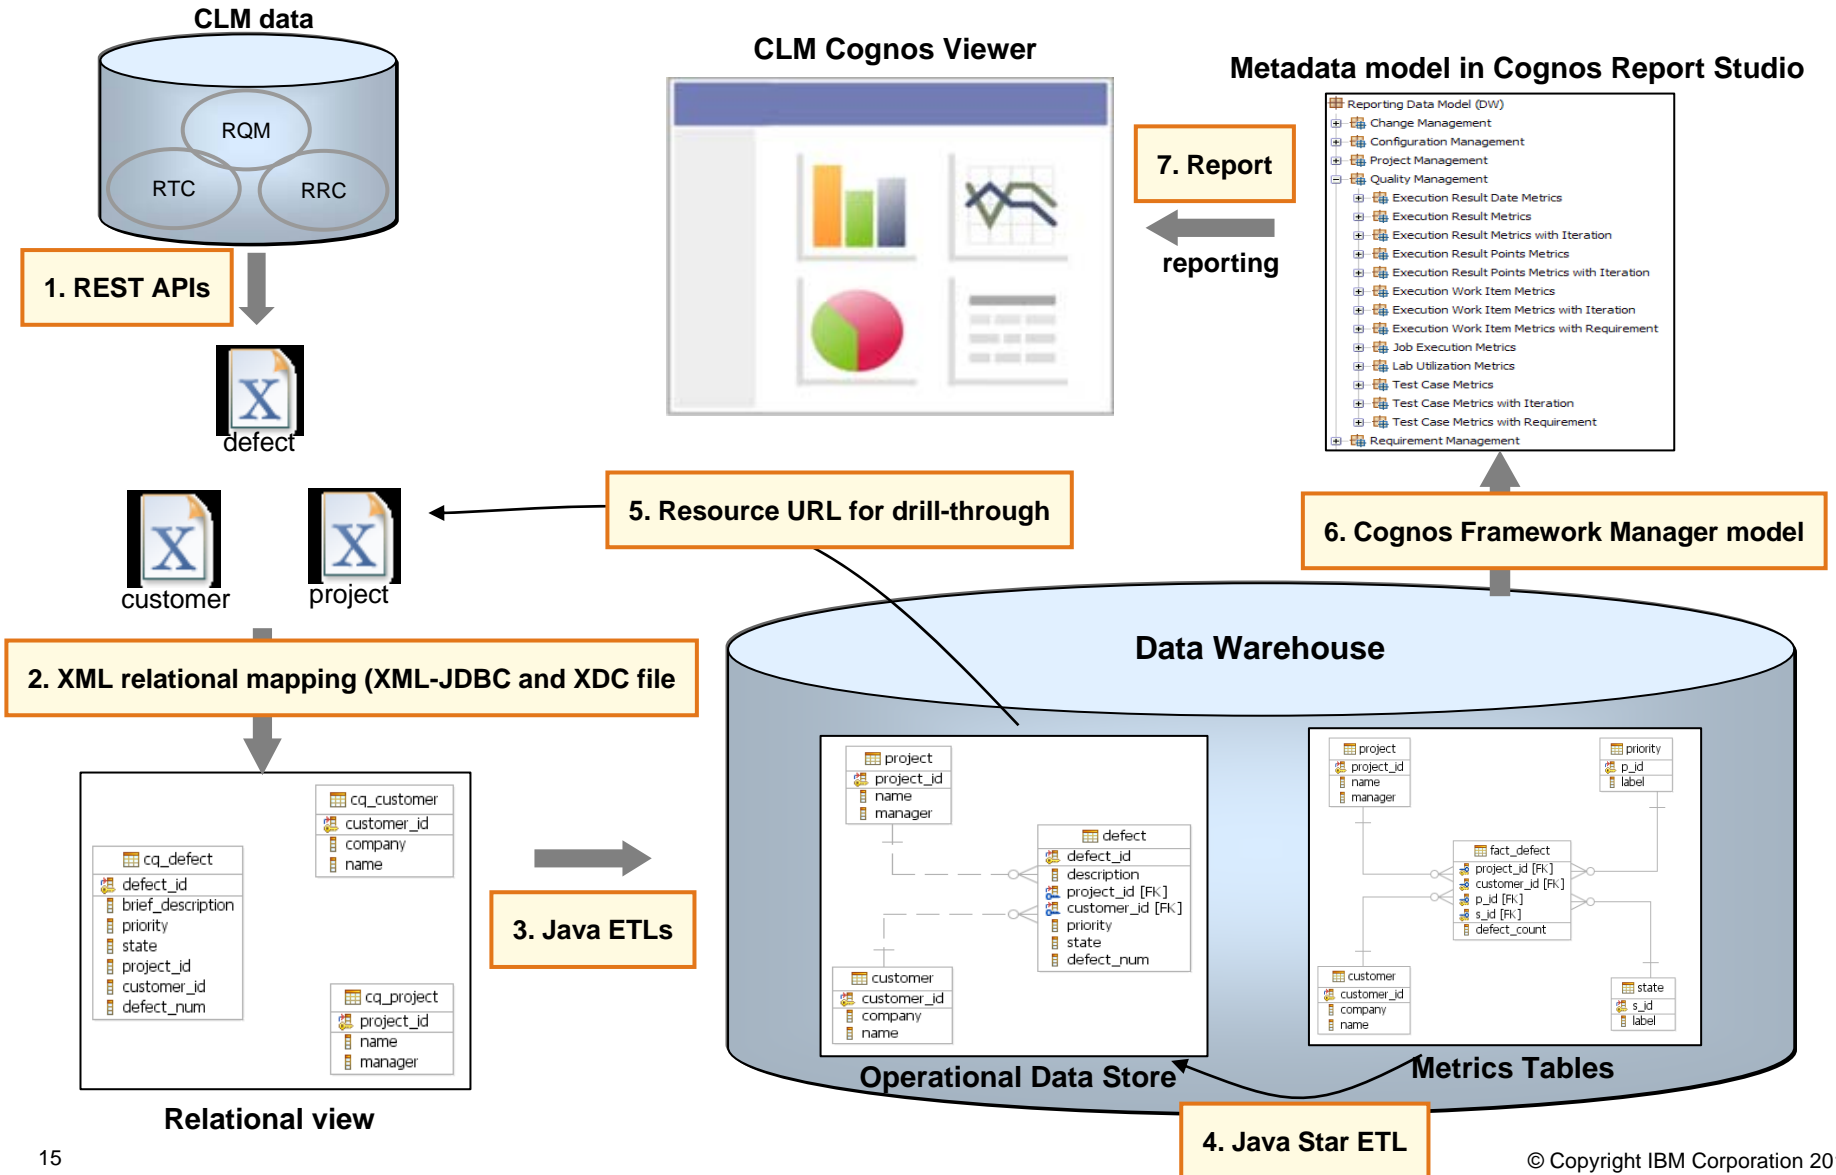 CLM data
RQM
RTC
RRC
1. REST APIs
defect
customer
project
2. XML relational mapping (XML-JDBC and XDC file
cq_customer
customer_id
company
name
cq_defect
defect_id
brief_description
priority
state
project_id
customer_id
defect_num
cq_project
project_id
name
manager
Relational view
3. Java ETLs
CLM Cognos Viewer
7. Report
reporting
Metadata model in Cognos Report Studio
Reporting Data Model (DW)
Change Management
Configuration Management
Project Management
Quality Management
Execution Result Date Metrics
Execution Result Metrics
Execution Result Metrics with Iteration
Execution Result Points Metrics
Execution Result Points Metrics with Iteration
Execution Work Item Metrics
Execution Work Item Metrics with Iteration
Execution Work Item Metrics with Requirement
Job Execution Metrics
Lab Utilization Metrics
Test Case Metrics
Test Case Metrics with Iteration
Test Case Metrics with Requirement
Requirement Management
5. Resource URL for drill-through
6. Cognos Framework Manager model
Data Warehouse
project
project_id
name
manager
defect
defect_id
description
project_id [FK]
customer_id [FK]
priority
state
defect_num
customer
customer_id
company
name
Operational Data Store
project
project_id
name
manager
priority
p_id
label
fact_defect
project_id [FK]
customer_id [FK]
p_id [FK]
s_id [FK]
defect_count
customer
customer_id
company
name
state
s_id
label
Metrics Tables
4. Java Star ETL
15
© Copyright IBM Corporation 20